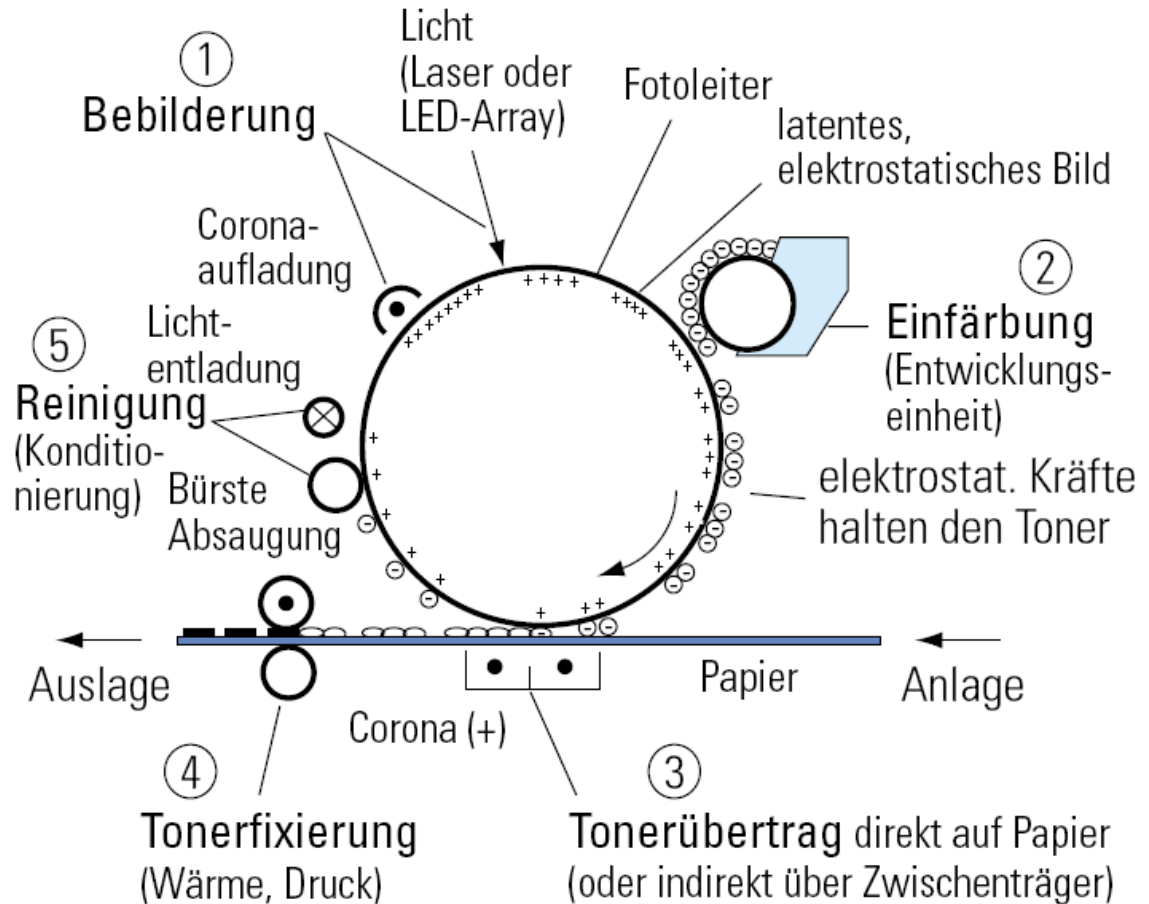 1
Bebilderung
Licht
(Laser oder
LED-Array)
Fotoleiter
latentes,
elektrostatisches Bild
Corona-
aufladung
2
Einfärbung
(Entwicklungs-
einheit)
5
Licht-
entladung
Reinigung
(Konditio-
nierung)
Bürste
Absaugung
elektrostat. Kräfte
halten den Toner
Auslage
Papier
Anlage
Corona (+)
4
Tonerfixierung
(Wärme, Druck)
3
Tonerübertrag direkt auf Papier
(oder indirekt über Zwischenträger)